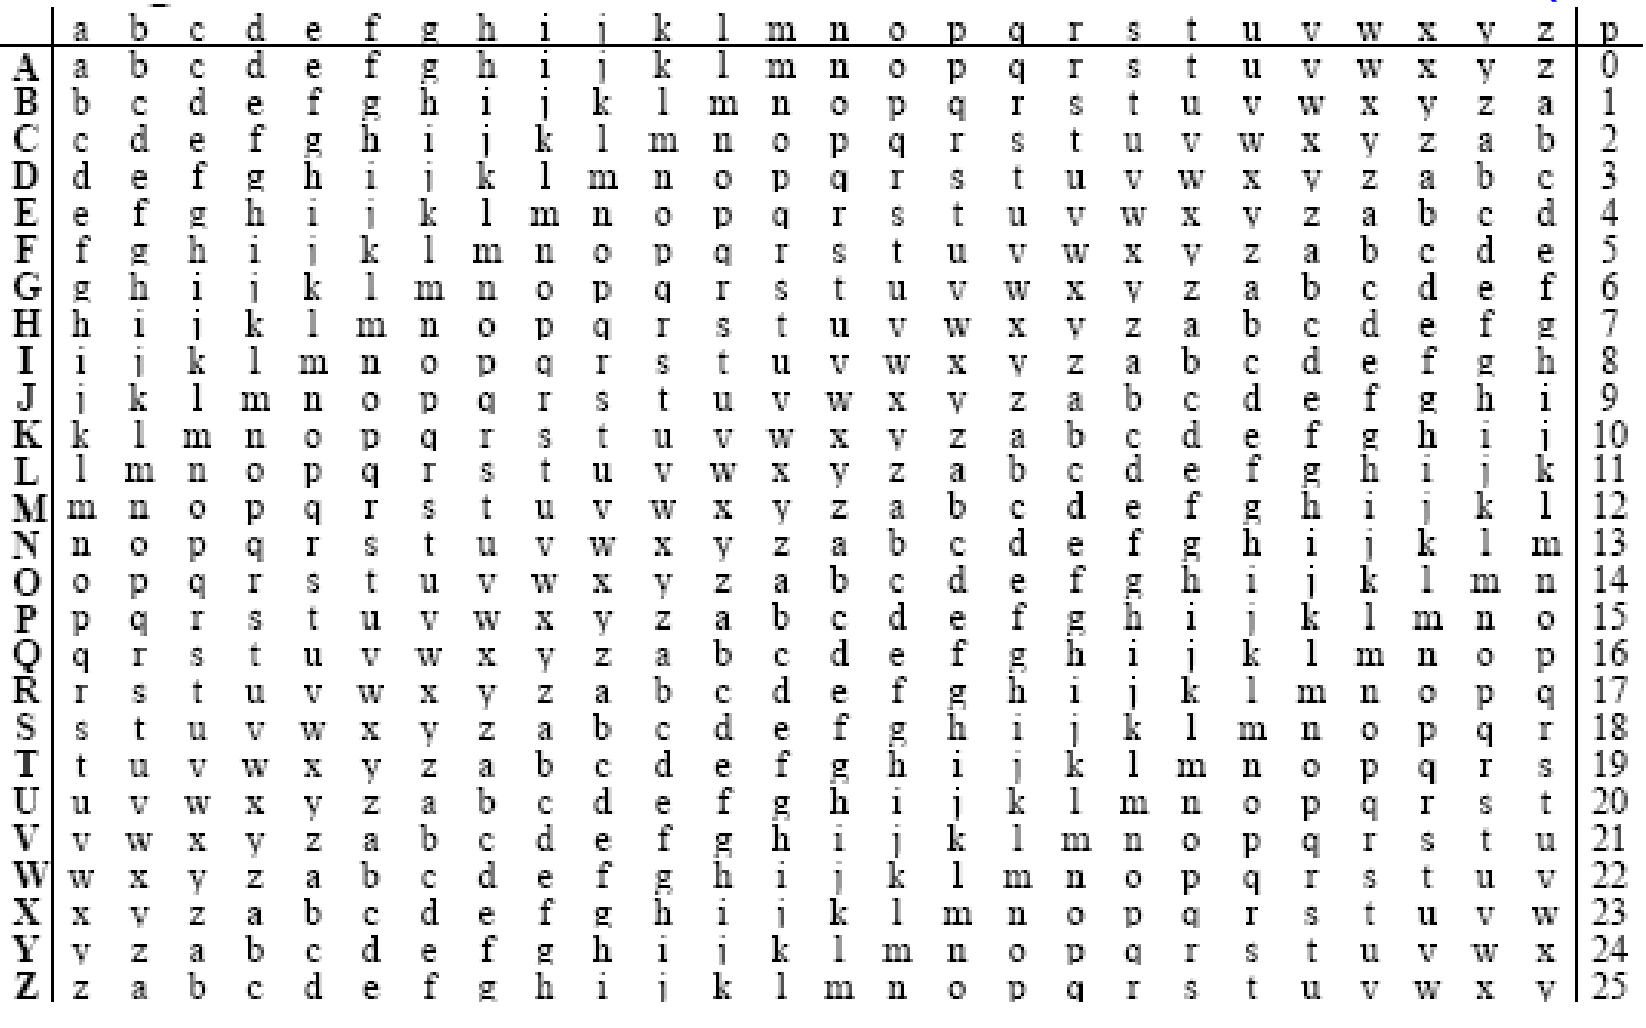 a b c d e f g h i j k l m n o p q r s t u v w x y z p
A a b c d e f g h i j k l m n o p q r s t u v w x y z 0
B b c d e f g h i j k l m n o p q r s t u v w x y z a 1
C c d e f g h i j k l m n o p q r s t u v w x y z a b 2
D d e f g h i j k l m n o p q r s t u v w x y z a b c 3
E e f g h i j k l m n o p q r s t u v w x y z a b c d 4
F f g h i j k l m n o p q r s t u v w x y z a b c d e 5
G g h i j k l m n o p q r s t u v w x y z a b c d e f 6
H h i j k l m n o p q r s t u v w x y z a b c d e f g 7
I i j k l m n o p q r s t u v w x y z a b c d e f g h 8
J j k l m n o p q r s t u v w x y z a b c d e f g h i 9
K k l m n o p q r s t u v w x y z a b c d e f g h i j 10
L l m n o p q r s t u v w x y z a b c d e f g h i j k 11
M m n o p q r s t u v w x y z a b c d e f g h i j k l 12
N n o p q r s t u v w x y z a b c d e f g h i j k l m 13
O o p q r s t u v w x y z a b c d e f g h i j k l m n 14
P p q r s t u v w x y z a b c d e f g h i j k l m n o 15
Q q r s t u v w x y z a b c d e f g h i j k l m n o p 16
R r s t u v w x y z a b c d e f g h i j k l m n o p q 17
S s t u v w x y z a b c d e f g h i j k l m n o p q r 18
T t u v w x y z a b c d e f g h i j k l m n o p q r s 19
U u v w x y z a b c d e f g h i j k l m n o p q r s t 20
V v w x y z a b c d e f g h i j k l m n o p q r s t u 21
W w x y z a b c d e f g h i j k l m n o p q r s t u v 22
X x y z a b c d e f g h i j k l m n o p q r s t u v w 23
Y y z a b c d e f g h i j k l m n o p q r s t u v w x 24
Z z a b c d e f g h i j k l m n o p q r s t u v w x y 25